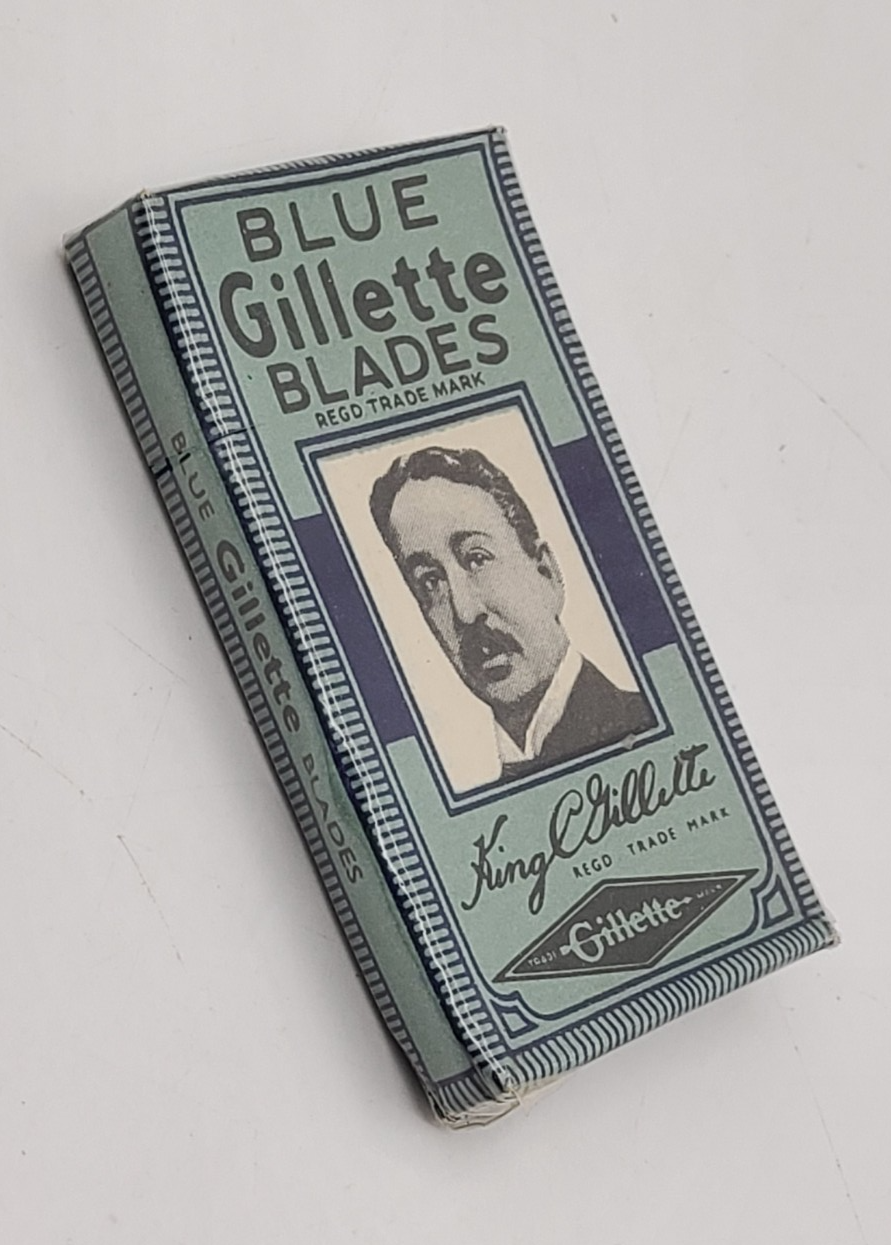 BLUE
Gillette
BLADES
REGD TRADE MARK
King C Gillette
REGD TRADE MARK
Gillette
BLUE Gillette BLADES